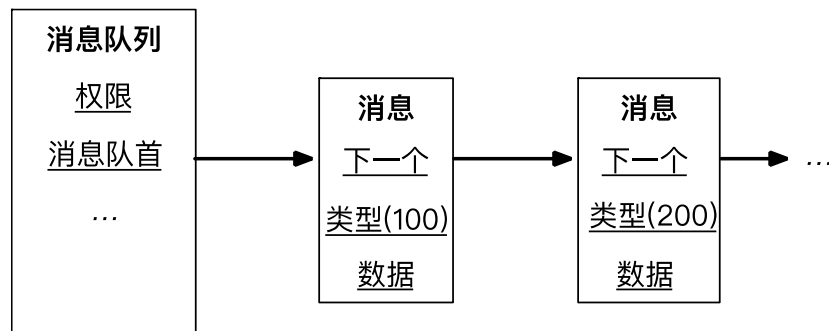 消息队列
权限
消息队首
...
消息
下一个
类型(100)
数据
消息
下一个
类型(200)
数据
...